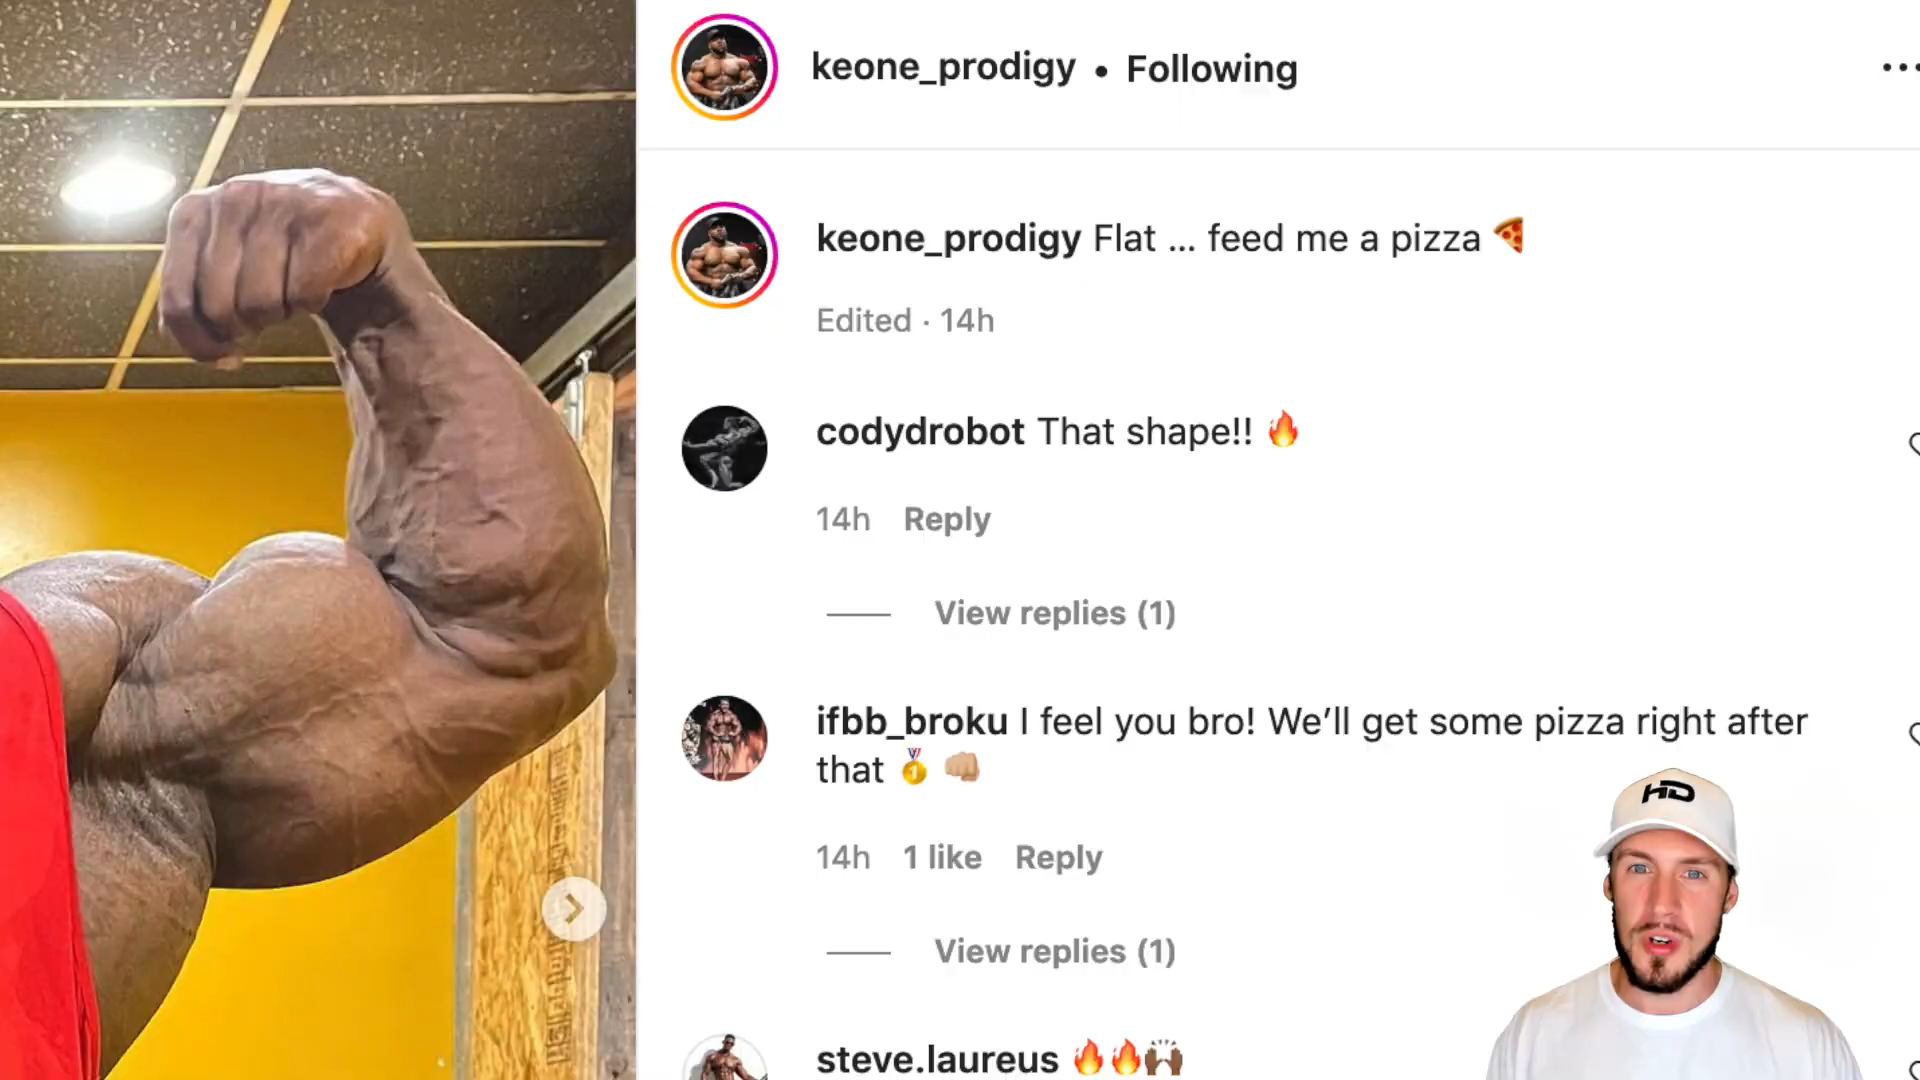 keone_prodigy • Following
keone_prodigy Flat ... feed me a pizza 🍕
Edited · 14h
codydrobot That shape!! 🔥
14h Reply
View replies (1)
ifbb_broku I feel you bro! We’ll get some pizza right after
that 🥇 👊🏼
14h 1 like Reply
View replies (1)
HD
steve.laureus 🔥🔥🙌🏾